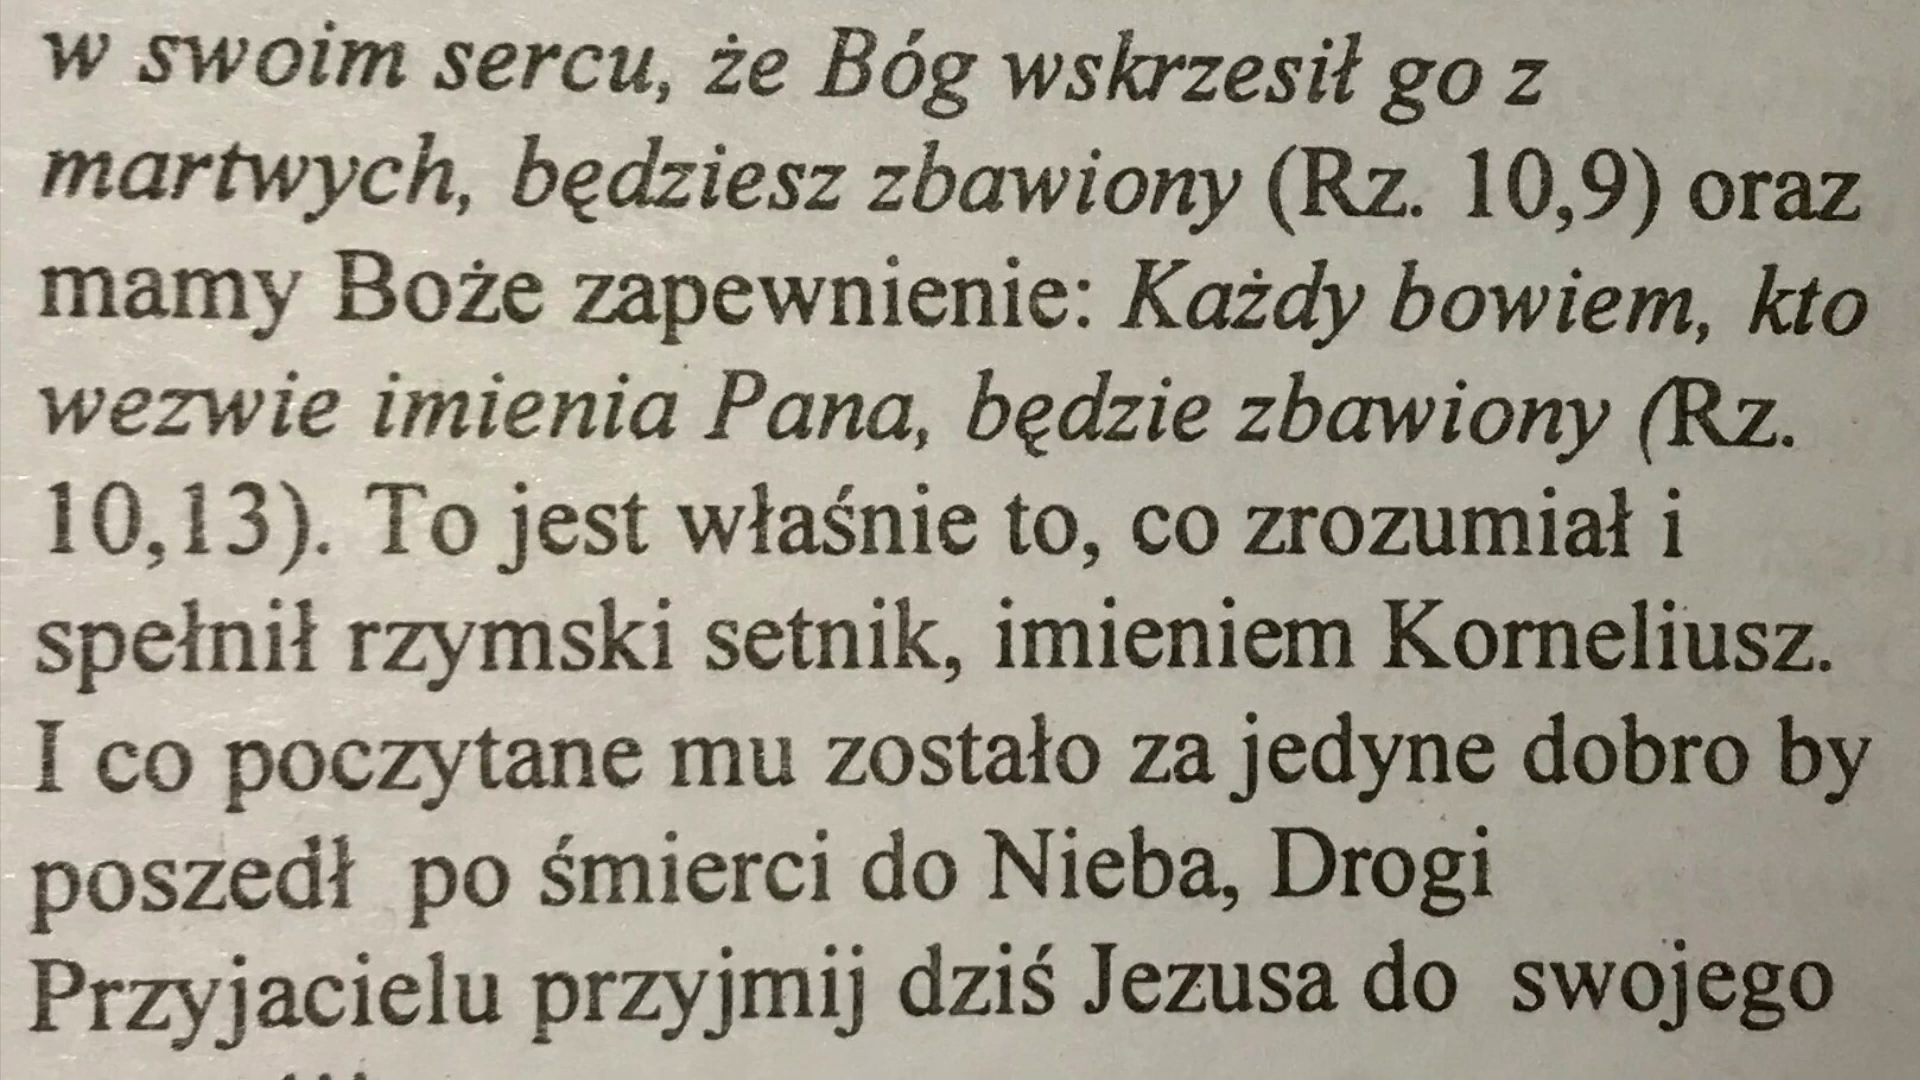 w swoim sercu, że Bóg wskrzesił go z
martwych, będziesz zbawiony (Rz. 10,9) oraz
mamy Boże zapewnienie: Każdy bowiem, kto
wezwie imienia Pana, będzie zbawiony (Rz.
10,13). To jest właśnie to, co zrozumiał i
spełnił rzymski setnik, imieniem Korneliusz.
I co poczytane mu zostało za jedyne dobro by
poszedł po śmierci do Nieba, Drogi
Przyjacielu przyjmij dziś Jezusa do swojego